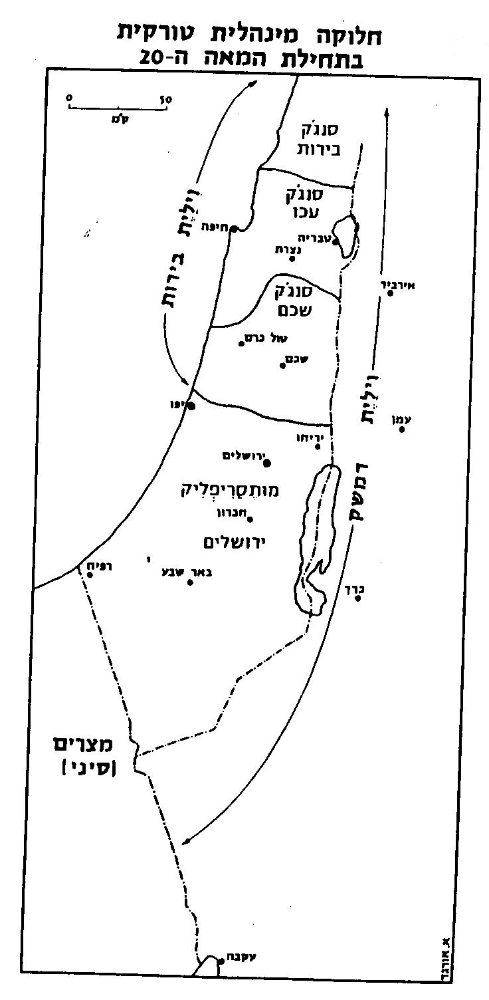 חלוקה מינהלית טורקית
בתחילת המאה ה-20
0 50
ק״מ
סנג'ק
בירות
סנג'ק
עכו
וילית בירות
חיפה
טבריה
נצרת
סנג'ק
שכם
אירביד
טול כרם
שכם
וילית דמשק
יפו
עמן
יריחו
ירושלים
מותסריפליק
חברון
ירושלים
רפיח
באר שבע
כרך
מצרים
(סיני)
עקבה
א. אורגד